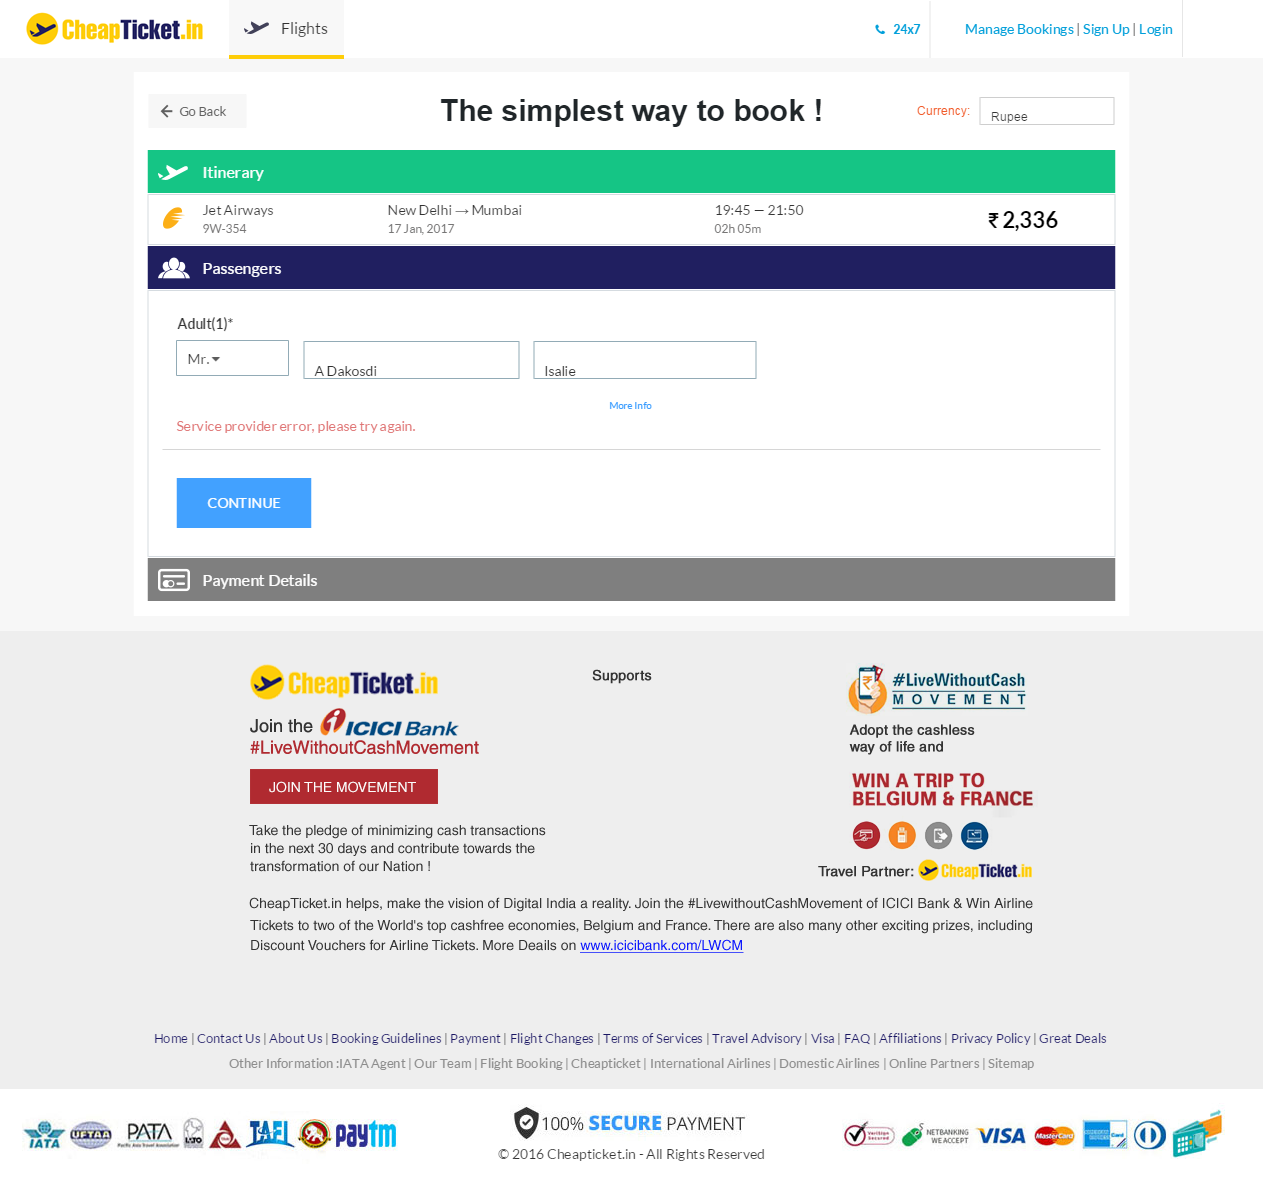 CheapTicket.in
Flights
24x7
Manage Bookings | Sign Up | Login
Go Back
The simplest way to book !
Currency:
Rupee
Itinerary
Jet Airways
New Delhi → Mumbai
19:45 — 21:50
₹ 2,336
9W-354
17 Jan, 2017
02h 05m
Passengers
Adult(1)*
Mr.
A Dakosdi
Isalie
More Info
Service provider error, please try again.
CONTINUE
Payment Details
CheapTicket.in
Join the ICICI Bank
#LiveWithoutCashMovement
JOIN THE MOVEMENT
Take the pledge of minimizing cash transactions
in the next 30 days and contribute towards the
transformation of our Nation !
Supports
#LiveWithoutCash
MOVEMENT
Adopt the cashless
way of life and
WIN A TRIP TO
BELGIUM & FRANCE
Travel Partner: CheapTicket.in
CheapTicket.in helps, make the vision of Digital India a reality. Join the #LivewithoutCashMovement of ICICI Bank & Win Airline
Tickets to two of the World's top cashfree economies, Belgium and France. There are also many other exciting prizes, including
Discount Vouchers for Airline Tickets. More Deails on www.icicibank.com/LWCM
Home | Contact Us | About Us | Booking Guidelines | Payment | Flight Changes | Terms of Services | Travel Advisory | Visa | FAQ | Affiliations | Privacy Policy | Great Deals
Other Information :IATA Agent | Our Team | Flight Booking | Cheapticket | International Airlines | Domestic Airlines | Online Partners | Sitemap
IATA
UFTAA
PATA
Pacific Asia Travel Association
TAFI
paytm
100% SECURE PAYMENT
© 2016 Cheapticket.in - All Rights Reserved
VeriSign
Secured
NETBANKING
WE ACCEPT
VISA
MasterCard